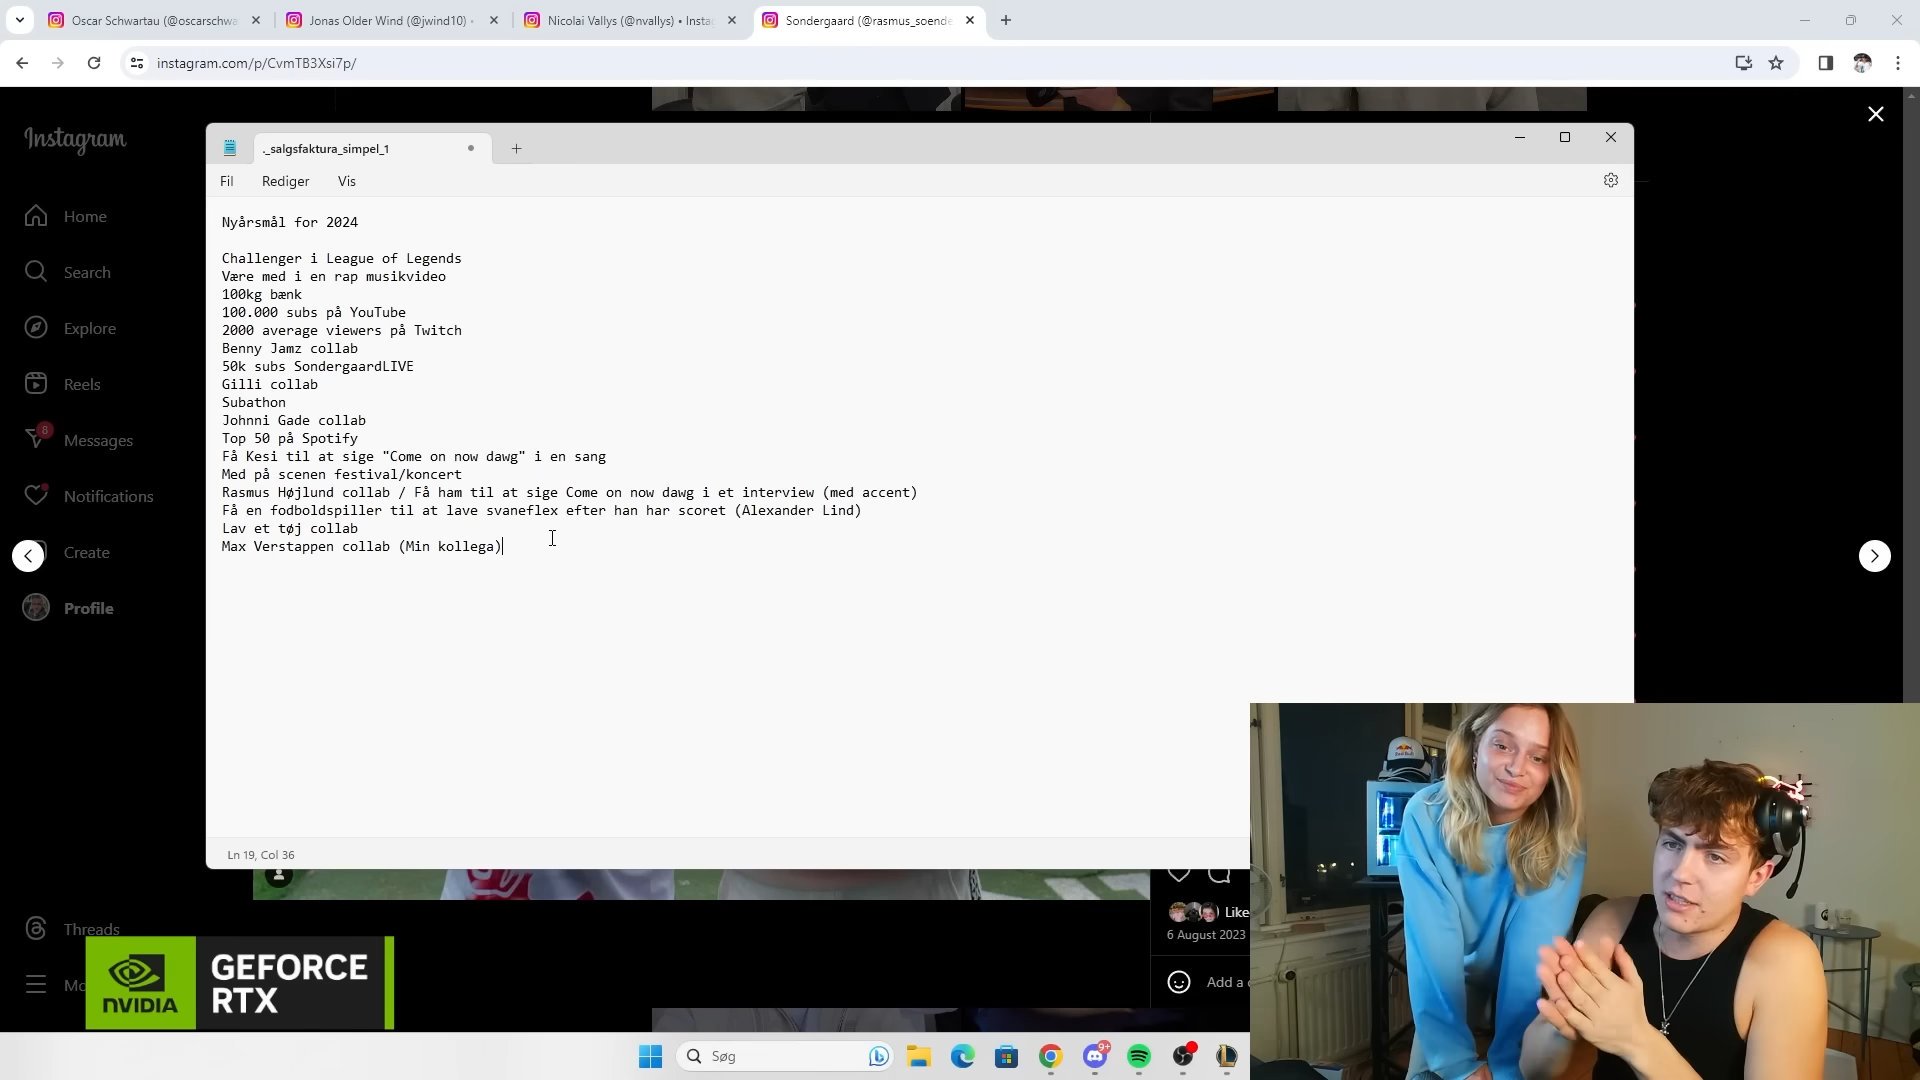 Oscar Schwartau (@oscarschwa
Jonas Older Wind (@jwind10) •
Nicolai Vallys (@nvallys) • Insta
Sondergaard (@rasmus_soende
instagram.com/p/CvmTB3Xsi7p/
Instagram
Home
Search
Explore
Reels
8
Messages
Notifications
Create
Profile
Threads
Mo
._salgsfaktura_simpel_1
Fil Rediger Vis
Nyårsmål for 2024
Challenger i League of Legends
Være med i en rap musikvideo
100kg bænk
100.000 subs på YouTube
2000 average viewers på Twitch
Benny Jamz collab
50k subs SondergaardLIVE
Gilli collab
Subathon
Johnni Gade collab
Top 50 på Spotify
Få Kesi til at sige "Come on now dawg" i en sang
Med på scenen festival/koncert
Rasmus Højlund collab / Få ham til at sige Come on now dawg i et interview (med accent)
Få en fodboldspiller til at lave svaneflex efter han har scoret (Alexander Lind)
Lav et tøj collab
Max Verstappen collab (Min kollega)
Ln 19, Col 36
Like
6 August 2023
Add a c
NVIDIA
GEFORCE
RTX
Søg
9+